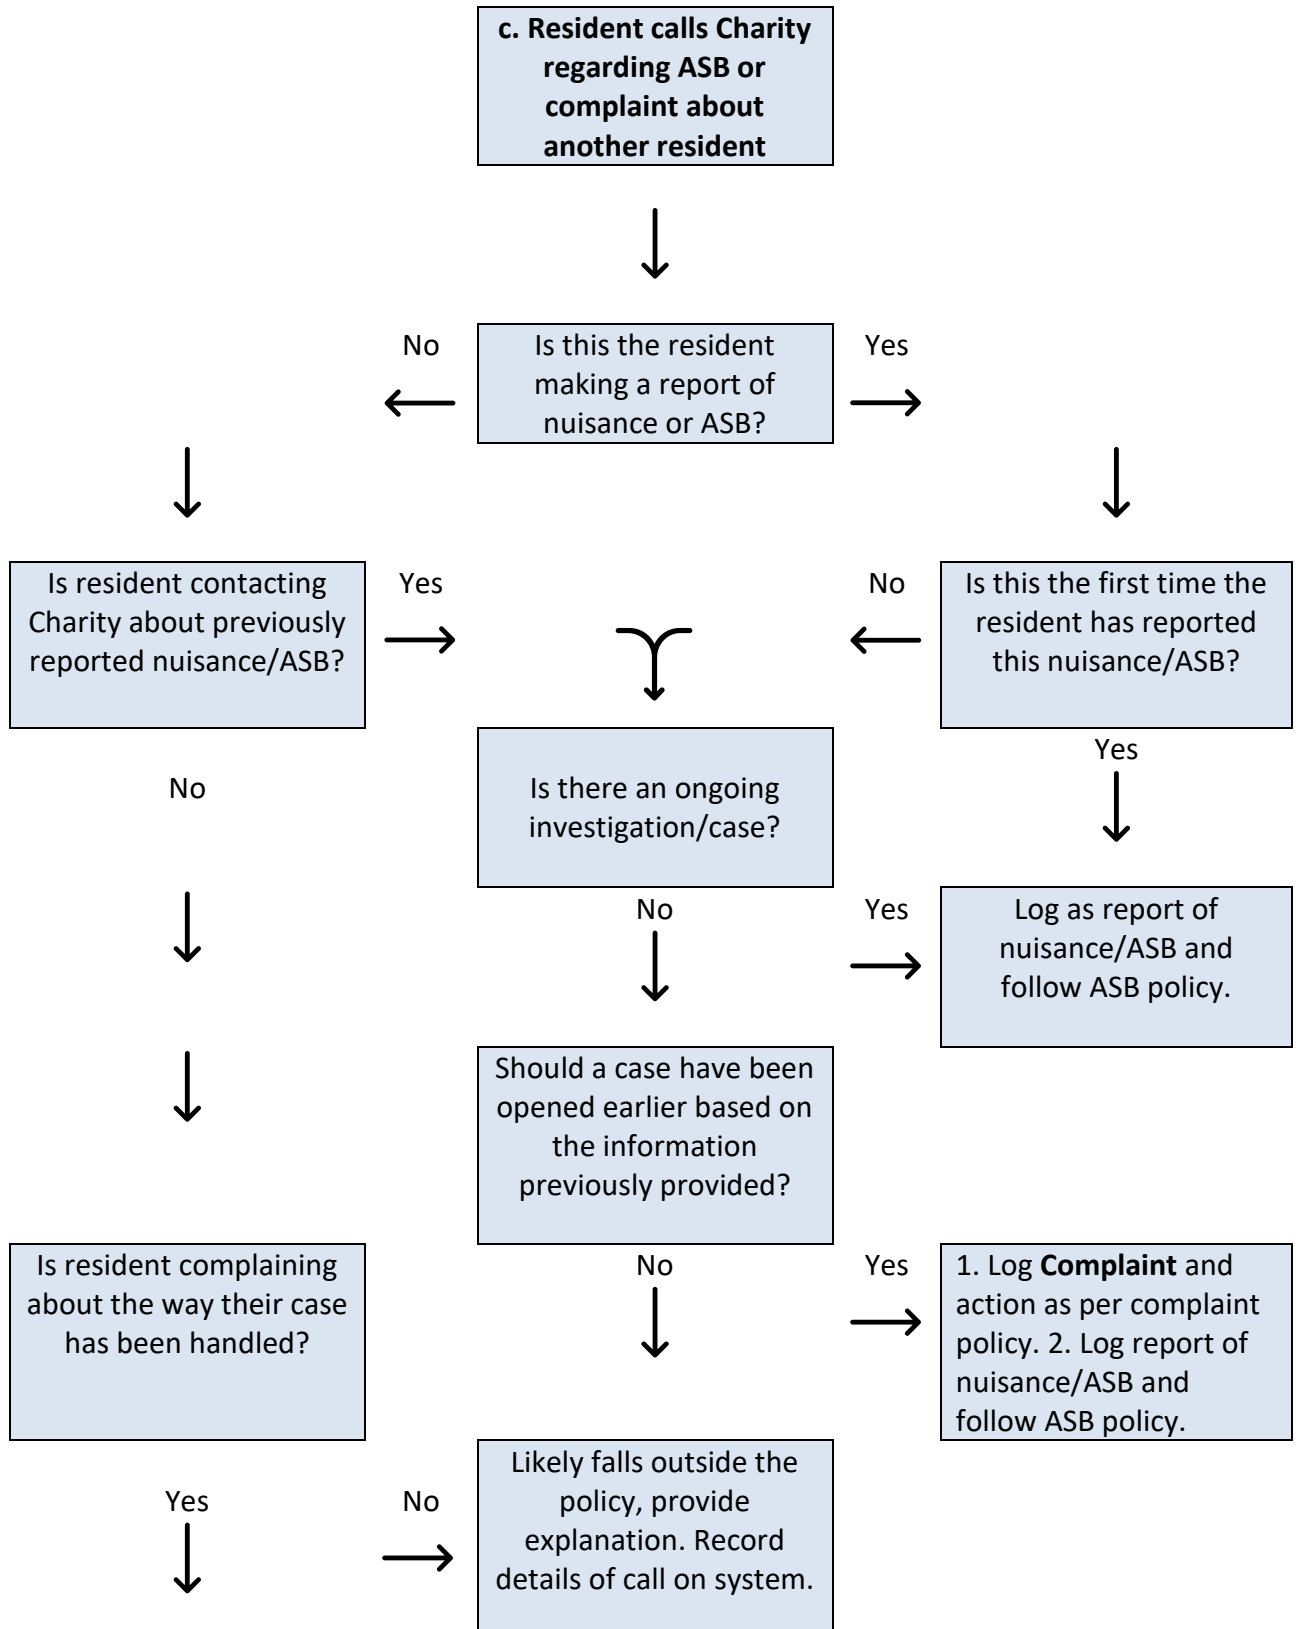 c. Resident calls Charity
regarding ASB or
complaint about
another resident
No
Is this the resident
making a report of
nuisance or ASB?
Yes
Is resident contacting
Charity about previously
reported nuisance/ASB?
Yes
No
Is this the first time the
resident has reported
this nuisance/ASB?
No
Is there an ongoing
investigation/case?
Yes
No
Yes
Log as report of
nuisance/ASB and
follow ASB policy.
Should a case have been
opened earlier based on
the information
previously provided?
Is resident complaining
about the way their case
has been handled?
No
Yes
1. Log Complaint and
action as per complaint
policy. 2. Log report of
nuisance/ASB and
follow ASB policy.
Yes
No
Likely falls outside the
policy, provide
explanation. Record
details of call on system.